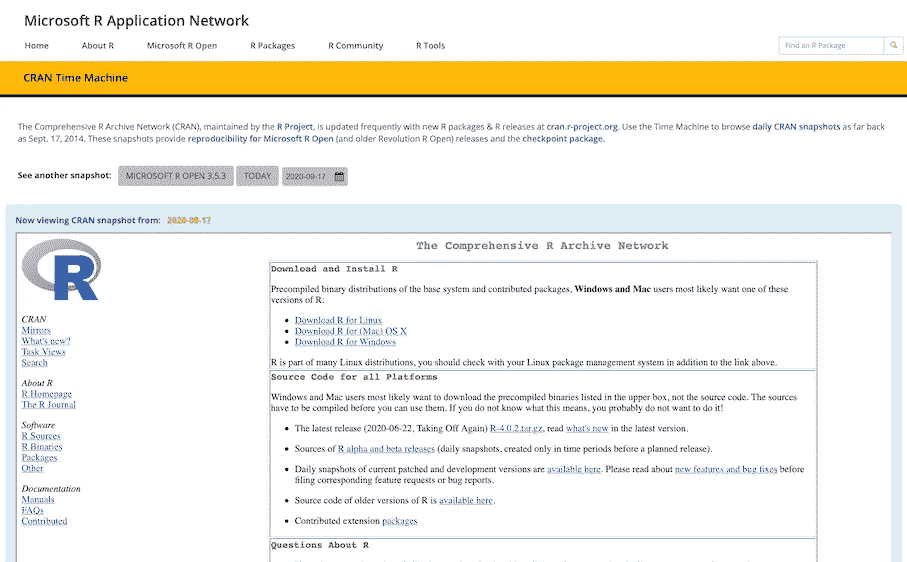 Microsoft R Application Network
Home About R Microsoft R Open R Packages R Community R Tools
Find an R Package
CRAN Time Machine
The Comprehensive R Archive Network (CRAN), maintained by the R Project, is updated frequently with new R packages & R releases at cran.r-project.org. Use the Time Machine to browse daily CRAN snapshots as far back
as Sept. 17, 2014. These snapshots provide reproducibility for Microsoft R Open (and older Revolution R Open) releases and the checkpoint package.
See another snapshot: MICROSOFT R OPEN 3.5.3 TODAY 2020-08-17
Now viewing CRAN snapshot from: 2020-08-17
The Comprehensive R Archive Network
R
CRAN
Mirrors
What's new?
Task Views
Search
About R
R Homepage
The R Journal
Software
R Sources
R Binaries
Packages
Other
Documentation
Manuals
FAQs
Contributed
Download and Install R
Precompiled binary distributions of the base system and contributed packages, Windows and Mac users most likely want one of these
versions of R:
• Download R for Linux
• Download R for (Mac) OS X
• Download R for Windows
R is part of many Linux distributions, you should check with your Linux package management system in addition to the link above.
Source Code for all Platforms
Windows and Mac users most likely want to download the precompiled binaries listed in the upper box, not the source code. The sources
have to be compiled before you can use them. If you do not know what this means, you probably do not want to do it!
• The latest release (2020-06-22, Taking Off Again) R-4.0.2.tar.gz, read what's new in the latest version.
• Sources of R alpha and beta releases (daily snapshots, created only in time periods before a planned release).
• Daily snapshots of current patched and development versions are available here. Please read about new features and bug fixes before
filing corresponding feature requests or bug reports.
• Source code of older versions of R is available here.
• Contributed extension packages
Questions About R